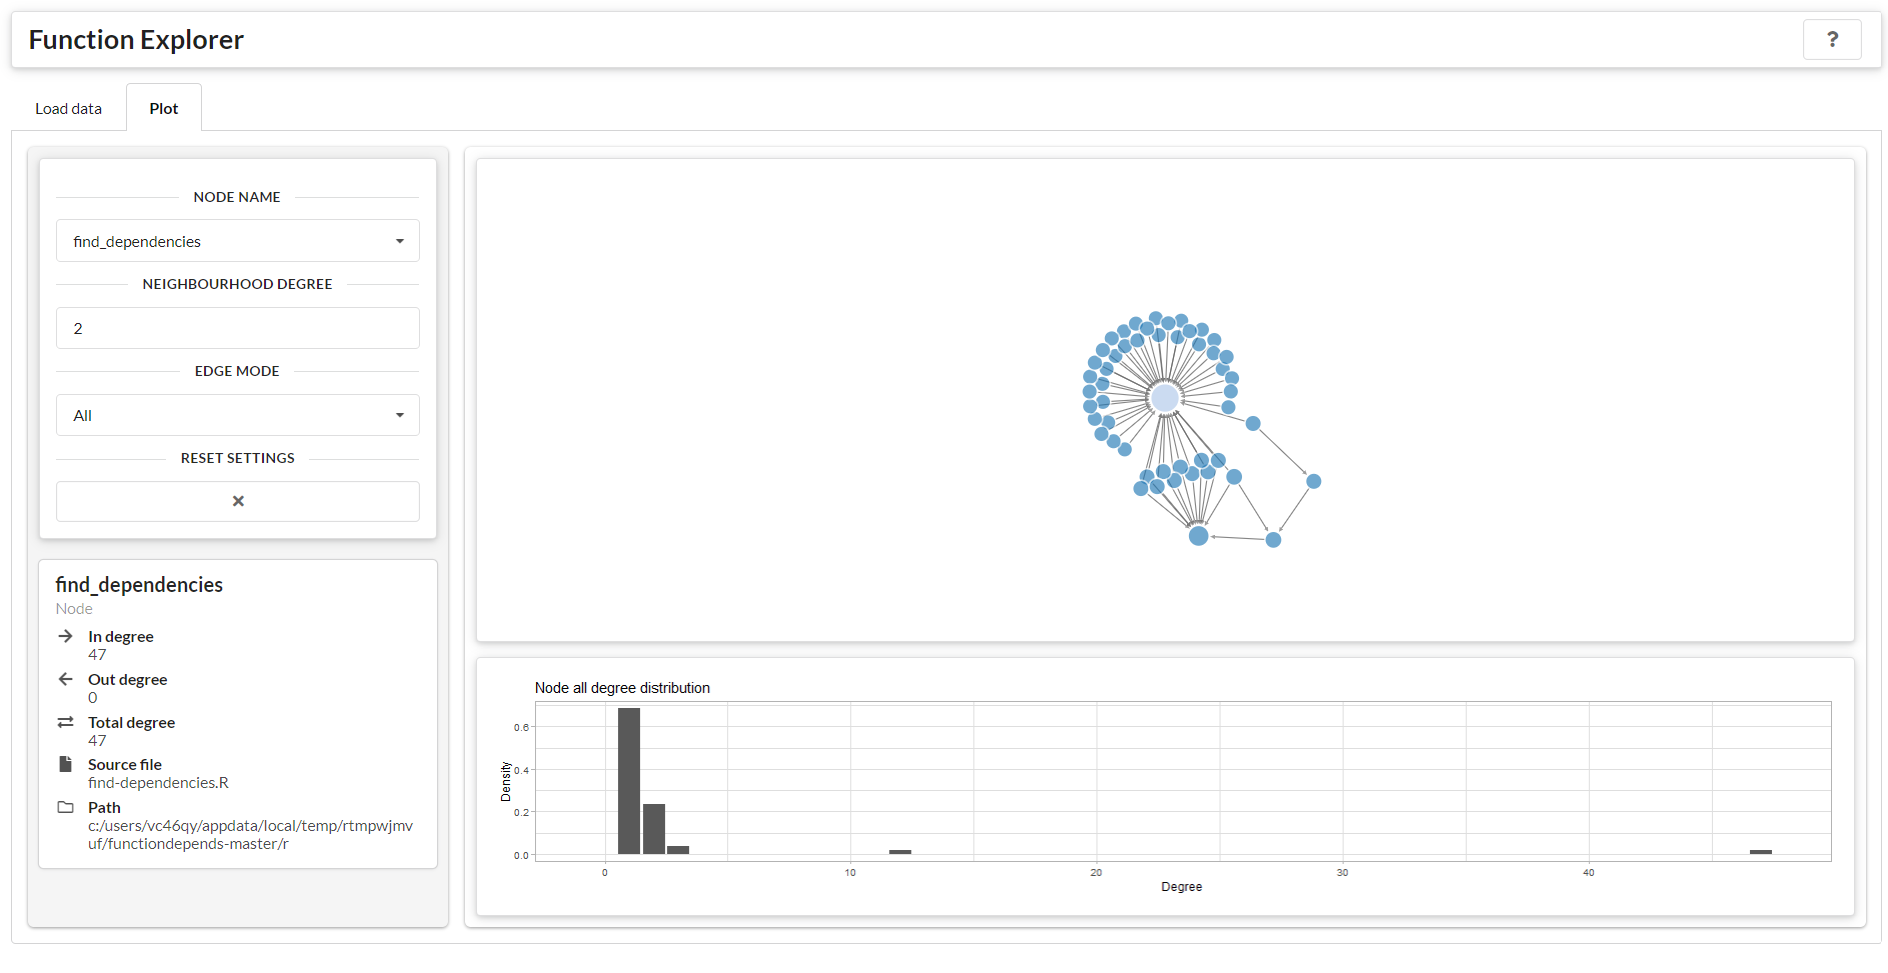 Function Explorer
?
Load data
Plot
NODE NAME
find_dependencies
NEIGHBOURHOOD DEGREE
2
EDGE MODE
All
RESET SETTINGS
find_dependencies
Node
In degree
47
Out degree
0
Total degree
47
Source file
find-dependencies.R
Path
c:/users/vc46qy/appdata/local/temp/rtmpwjmv
uf/functiondepends-master/r
Node all degree distribution
Density
0.6
0.4
0.2
0.0
0
10
20
30
40
Degree